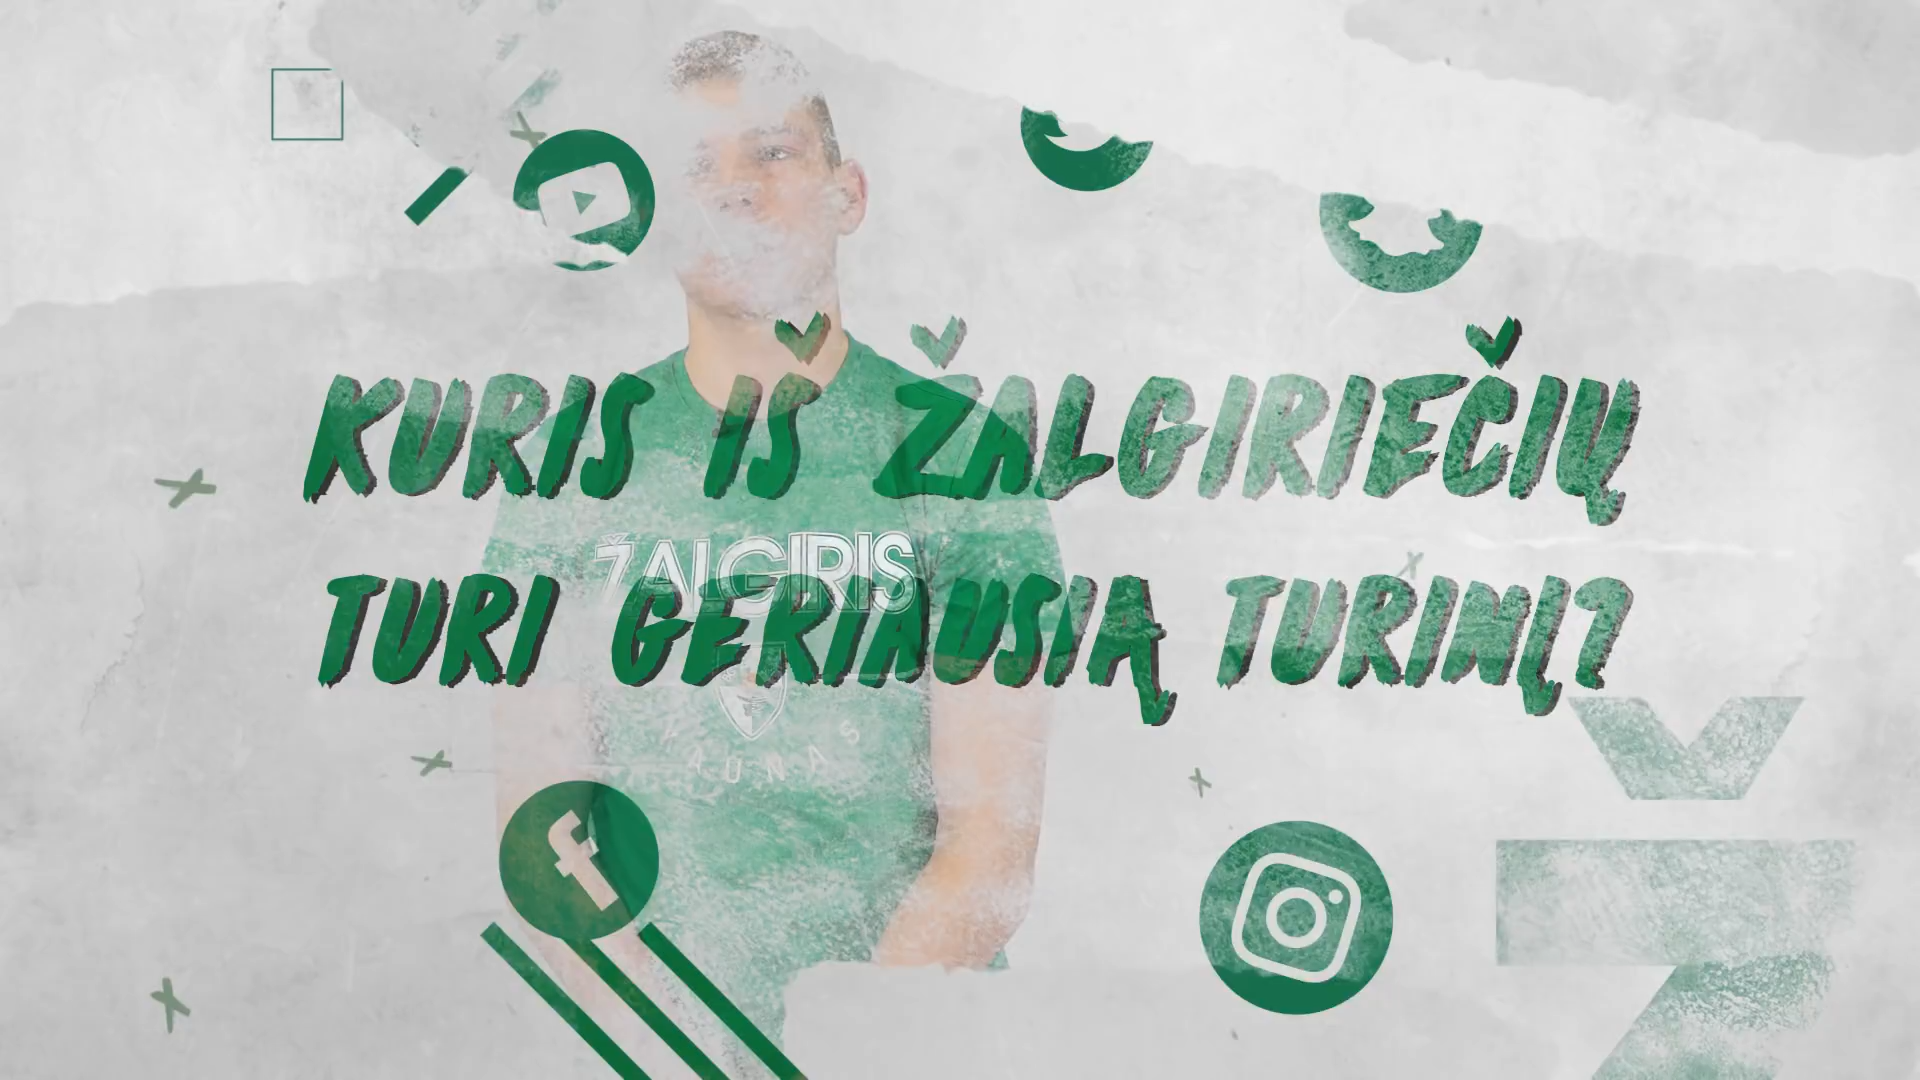 KURIS IŠ ŽALGIRIEČIŲ
ŽALGIRIS
TURI GERIAUSIĄ TURINĮ?
KAUNAS
f
Ž